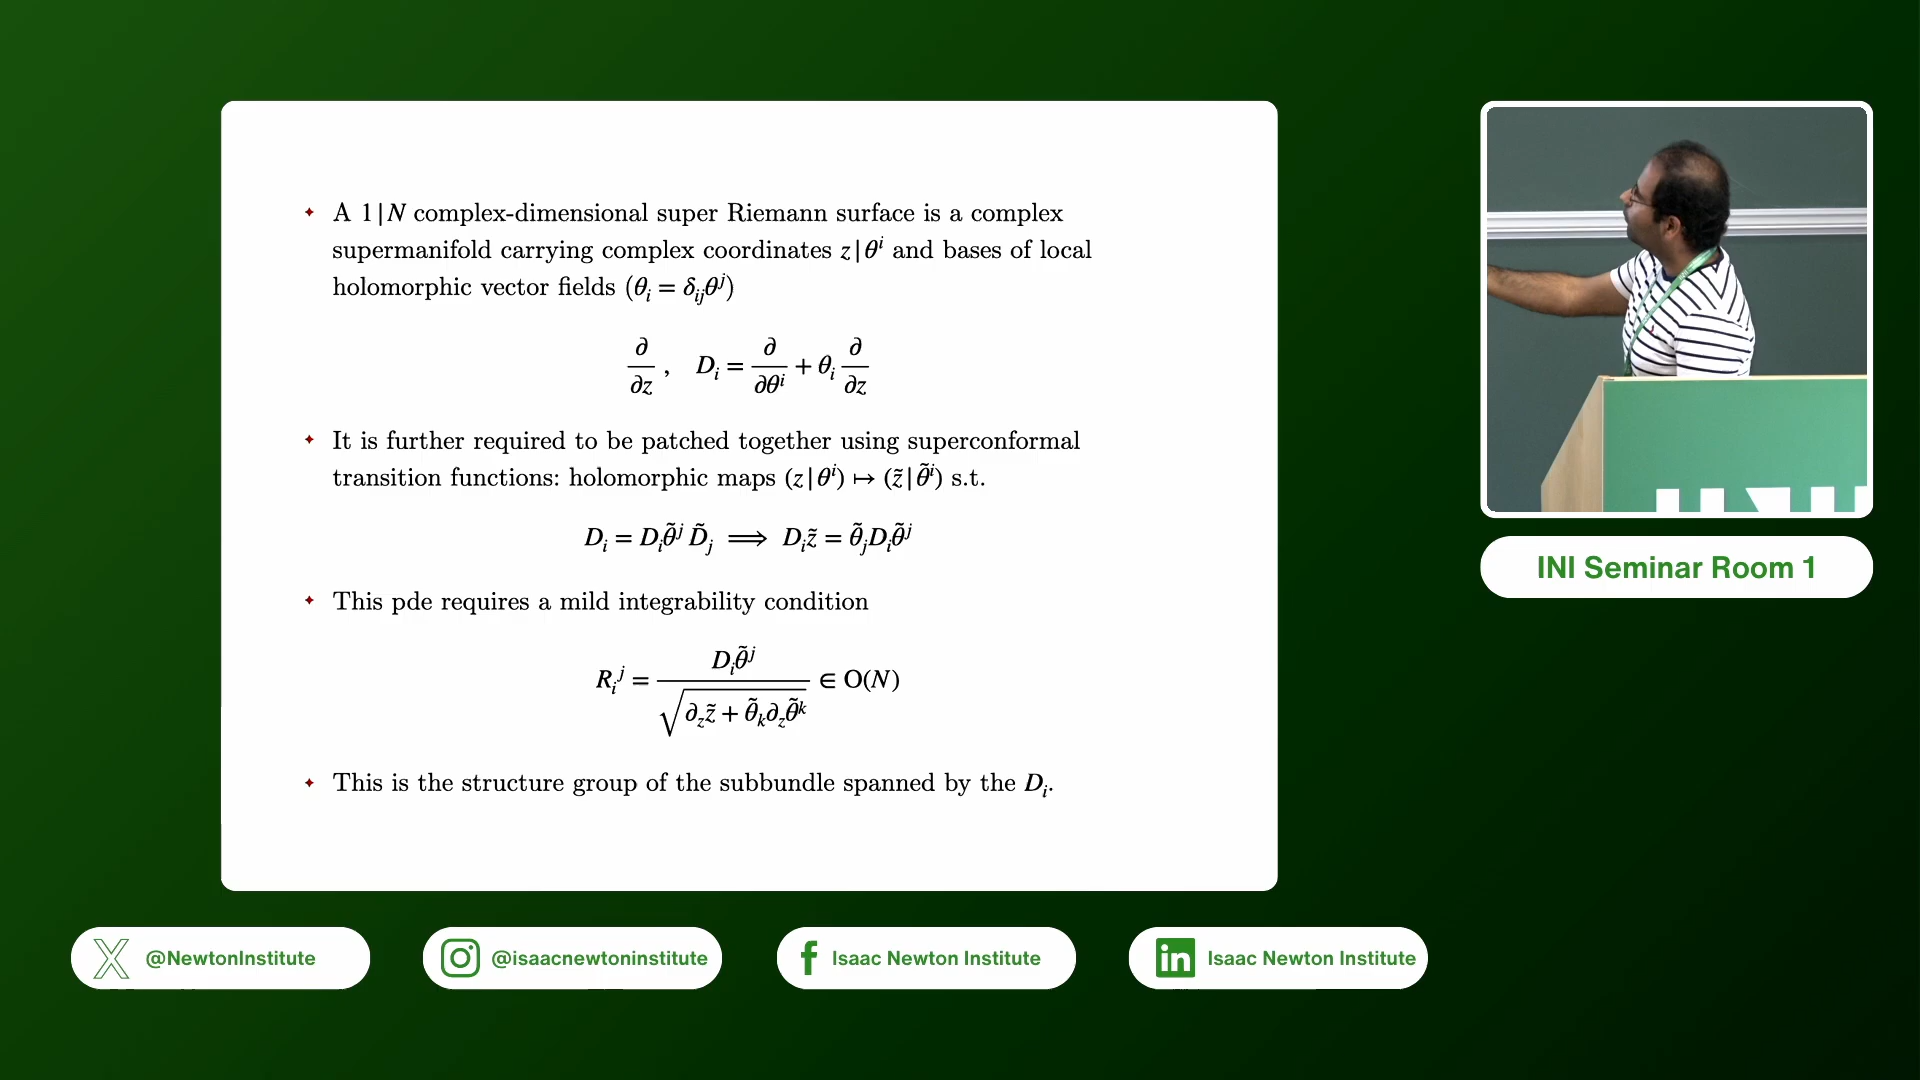 ✦ A 1|N complex-dimensional super Riemann surface is a complex
supermanifold carrying complex coordinates z|θ^i and bases of local
holomorphic vector fields (θ_i = δ_{ij}θ^j)
∂/∂z , D_i = ∂/∂θ^i + θ_i ∂/∂z
✦ It is further required to be patched together using superconformal
transition functions: holomorphic maps (z|θ^i) ↦ (z̃|θ̃^i) s.t.
D_i = D_iθ̃^j D̃_j ⟹ D_i z̃ = θ̃_j D_iθ̃^j
✦ This pde requires a mild integrability condition
R_i^j = D_iθ̃^j / √(∂_z z̃ + θ̃_k ∂_z θ̃^k) ∈ O(N)
✦ This is the structure group of the subbundle spanned by the D_i.
INI Seminar Room 1
@NewtonInstitute
@isaacnewtoninstitute
Isaac Newton Institute
Isaac Newton Institute